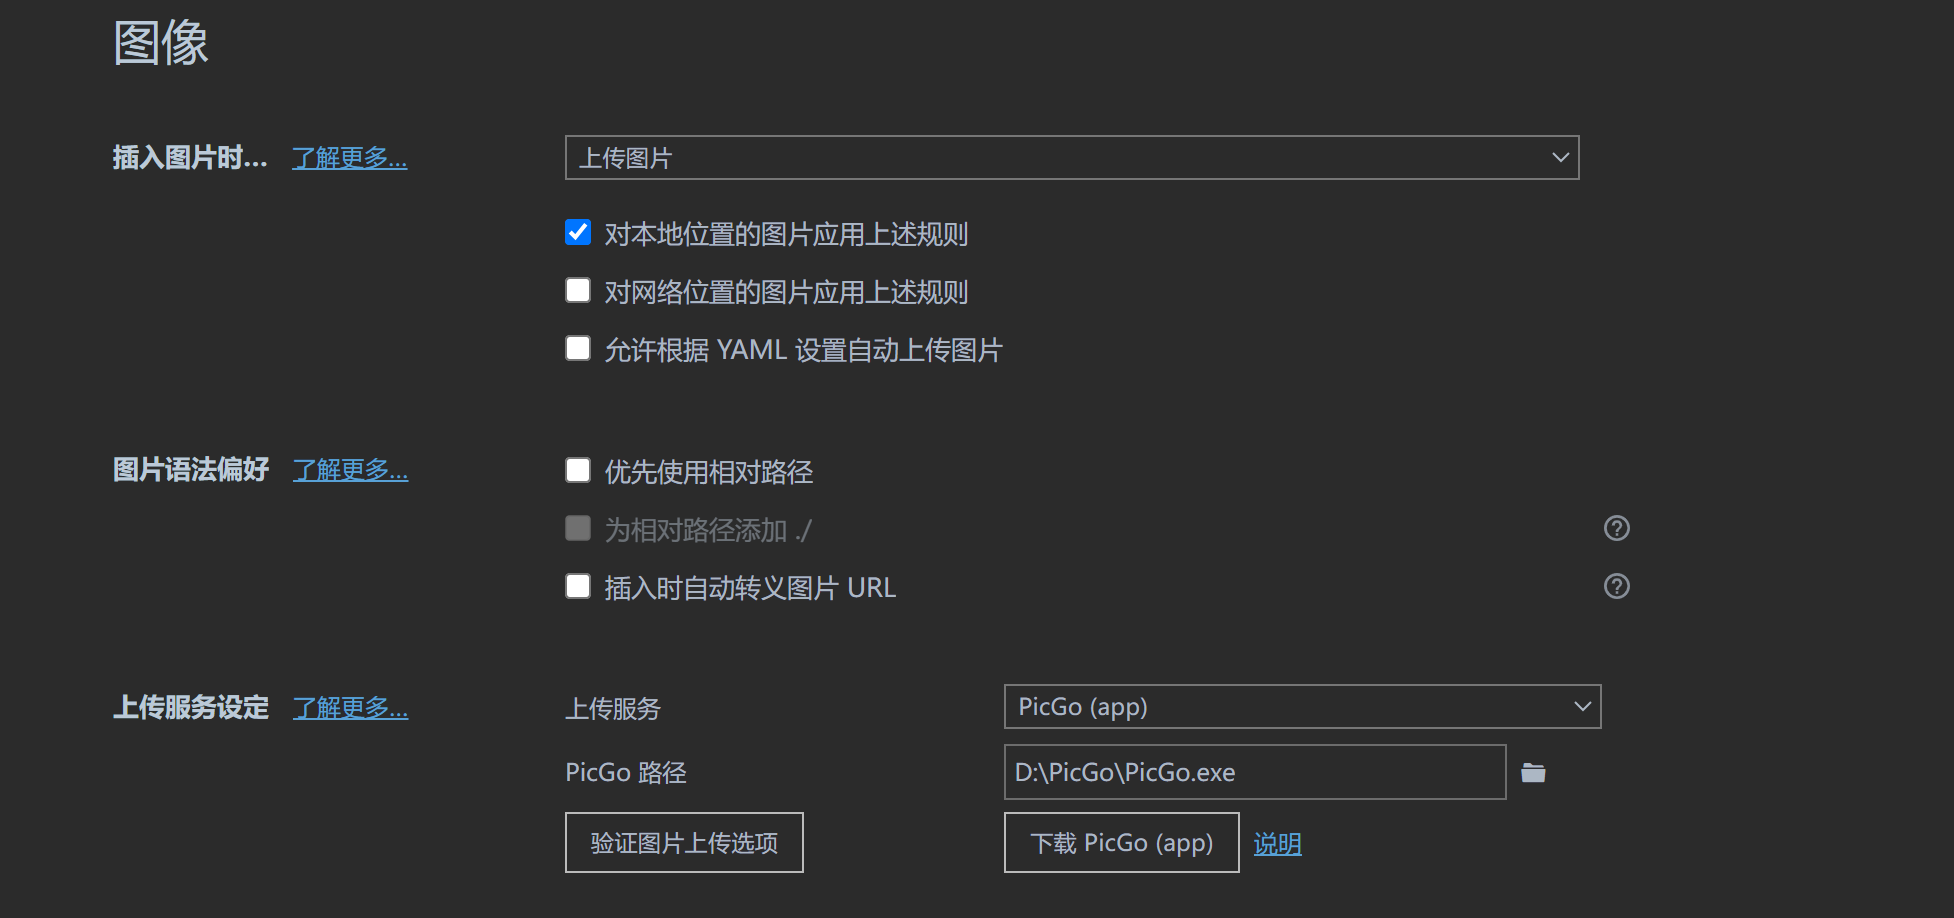 图像
插入图片时... 了解更多... 上传图片
对本地位置的图片应用上述规则
对网络位置的图片应用上述规则
允许根据 YAML 设置自动上传图片
图片语法偏好 了解更多... 优先使用相对路径
为相对路径添加 ./
插入时自动转义图片 URL
上传服务设定 了解更多... 上传服务 PicGo (app)
PicGo 路径 D:\PicGo\PicGo.exe
验证图片上传选项 下载 PicGo (app) 说明